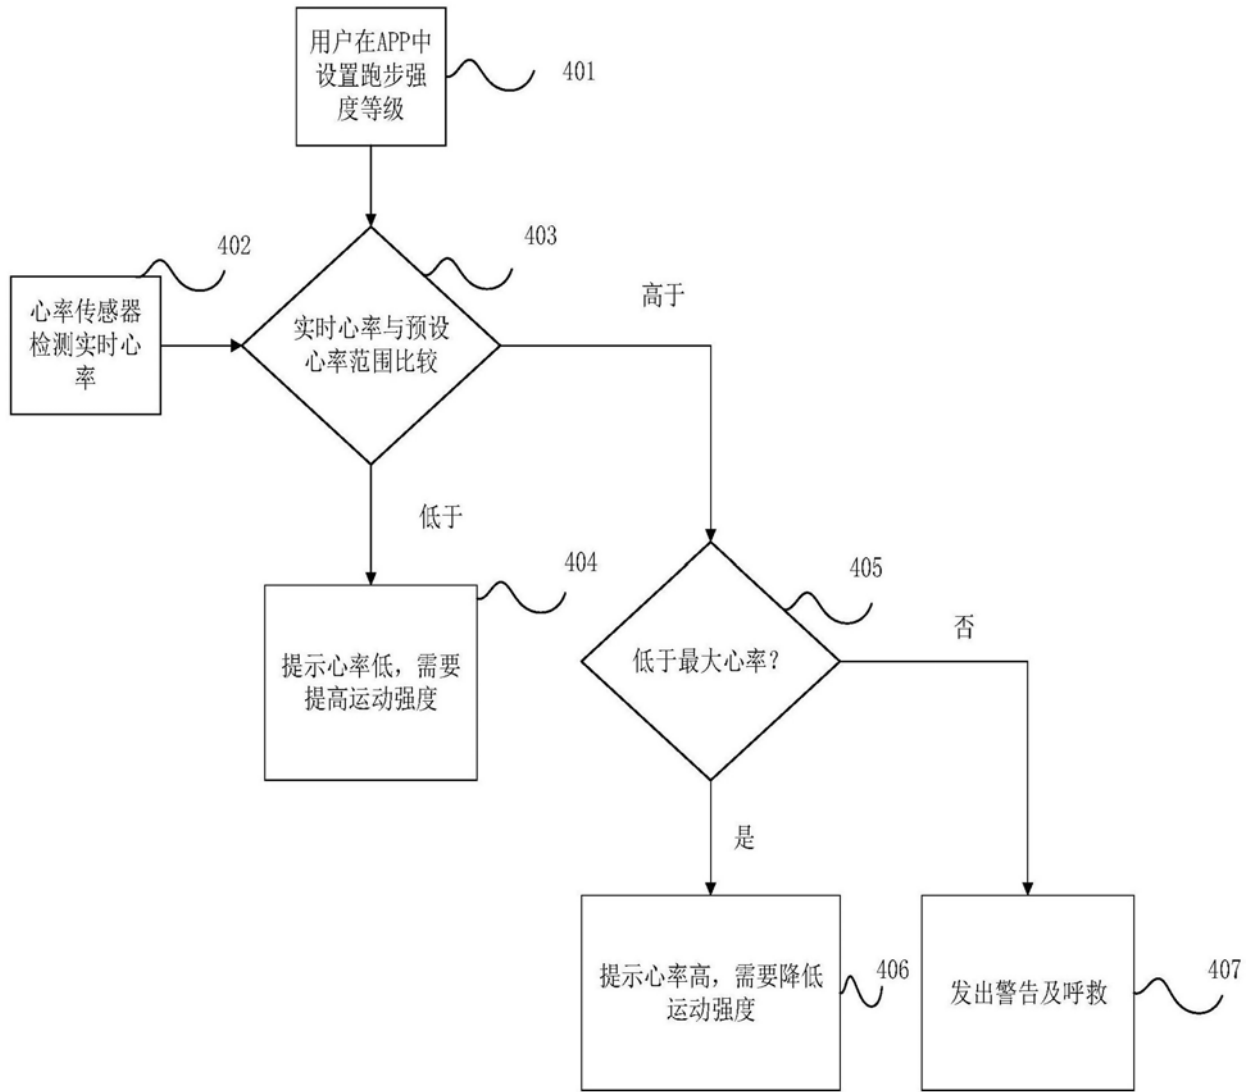 用户在APP中
设置跑步强
度等级
401
402
403
心率传感器
检测实时心
率
实时心率与预设
心率范围比较
高于
低于
404
405
提示心率低，需要
提高运动强度
低于最大心率？
否
是
提示心率高，需要降低
运动强度
406
发出警告及呼救
407